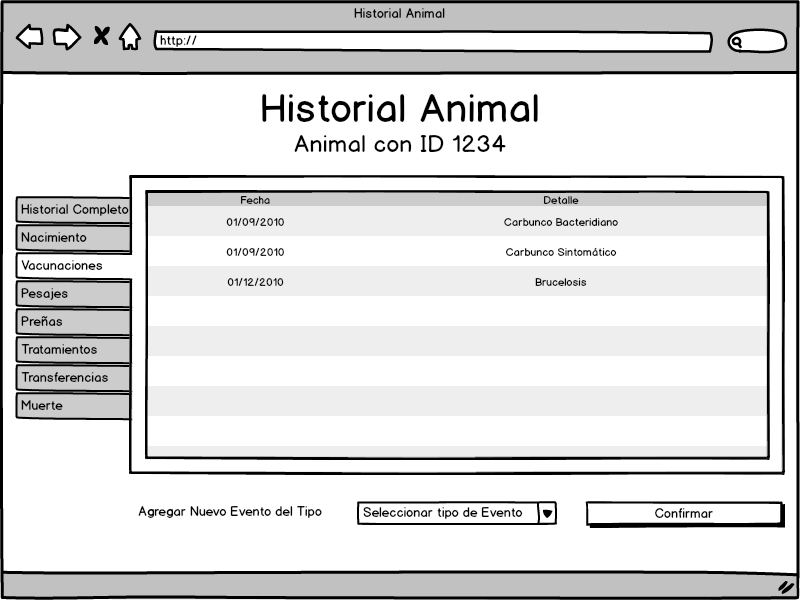 Historial Animal
http://
Historial Animal
Animal con ID 1234
Historial Completo
Nacimiento
Vacunaciones
Pesajes
Preñas
Tratamientos
Transferencias
Muerte
Fecha Detalle
01/09/2010 Carbunco Bacteridiano
01/09/2010 Carbunco Sintomático
01/12/2010 Brucelosis
Agregar Nuevo Evento del Tipo Seleccionar tipo de Evento Confirmar